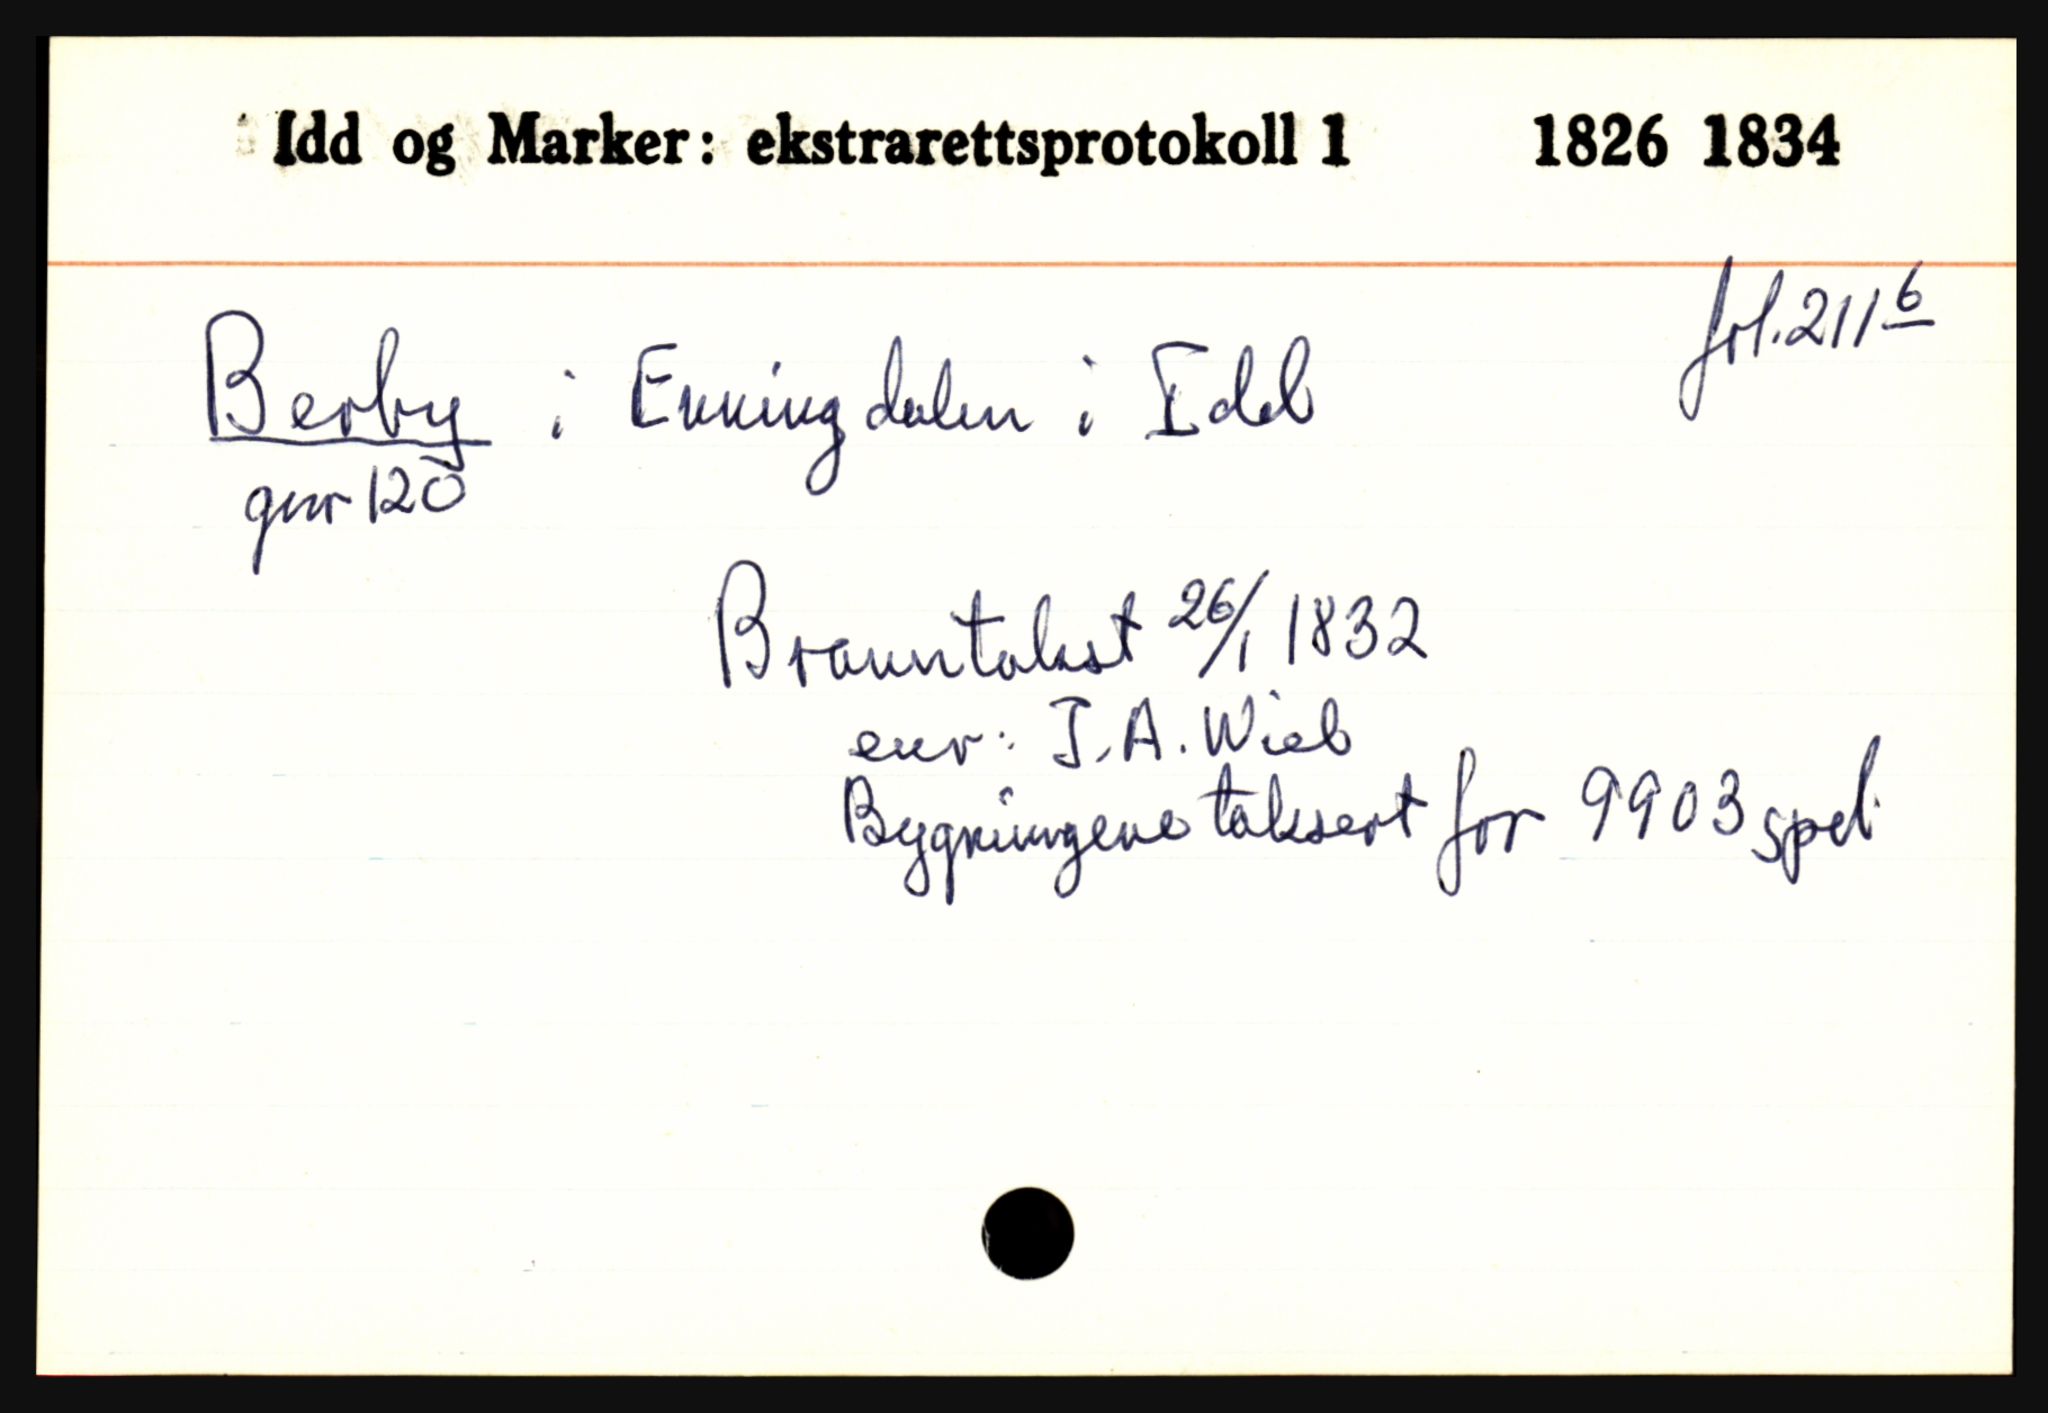 Idd og Marker: ekstrarettsprotokoll 1 1826 1834
fol. 211b
Berby i Enningdalen i Idd
gnr 120
Branntakst 26/1 1832
eier: J.A. Wiel
Bygningene taksert for 9903 spd